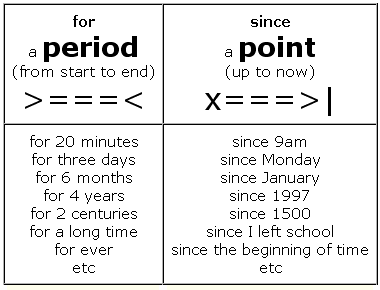 for
a period
(from start to end)
>===<
since
a point
(up to now)
x===>|
for 20 minutes
for three days
for 6 months
for 4 years
for 2 centuries
for a long time
for ever
etc
since 9am
since Monday
since January
since 1997
since 1500
since I left school
since the beginning of time
etc